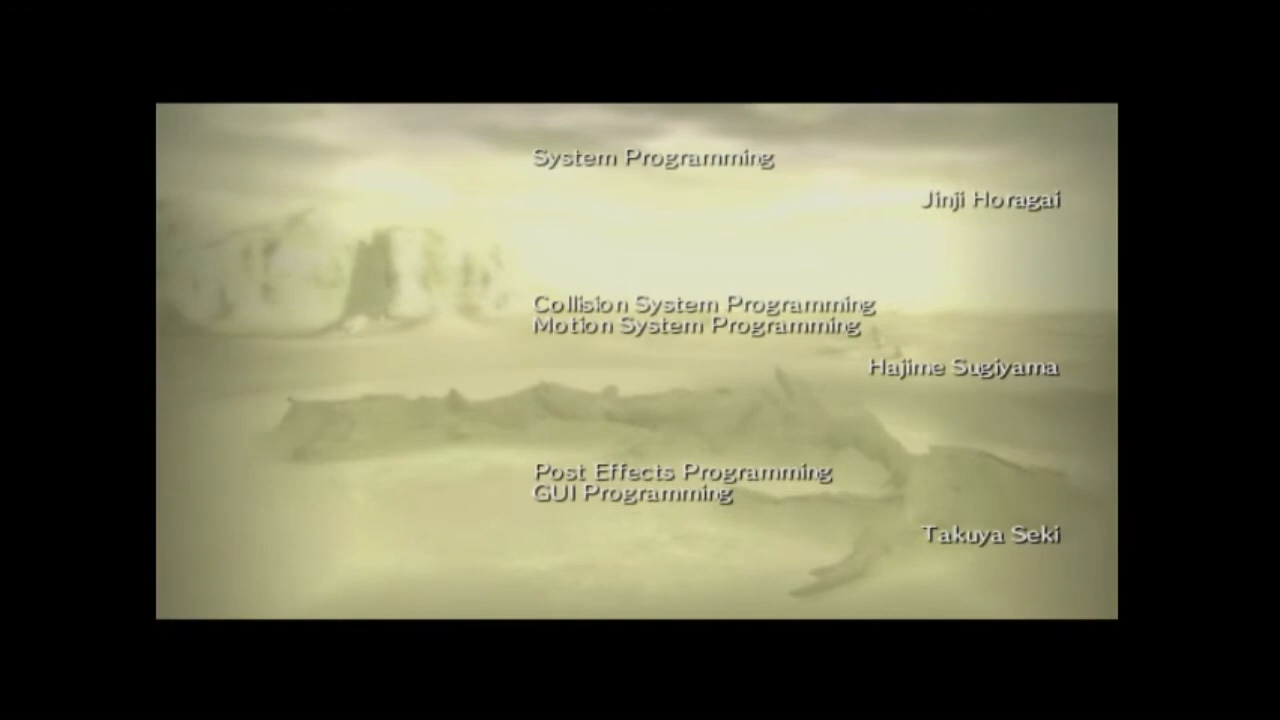 System Programming
Jinji Horagai
Collision System Programming
Motion System Programming
Hajime Sugiyama
Post Effects Programming
GUI Programming
Takuya Seki